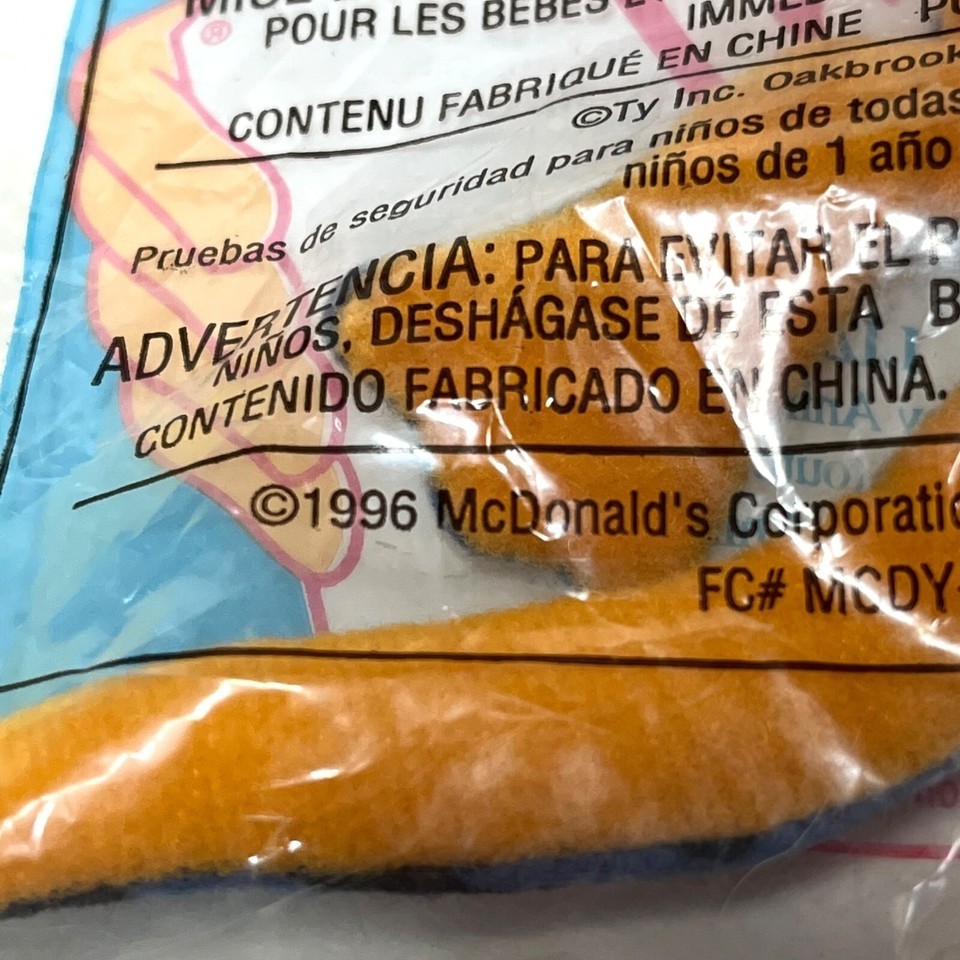 POUR LES BÉBÉS
CONTENU FABRIQUÉ EN CHINE
©Ty Inc. Oakbrook
Pruebas de seguridad para niños de todas
niños de 1 año
ADVERTENCIA: PARA EVITAR EL
NIÑOS, DESHÁGASE DE ESTA B
CONTENIDO FABRICADO EN CHINA.
©1996 McDonald's Corporatio
FC# MCDY-